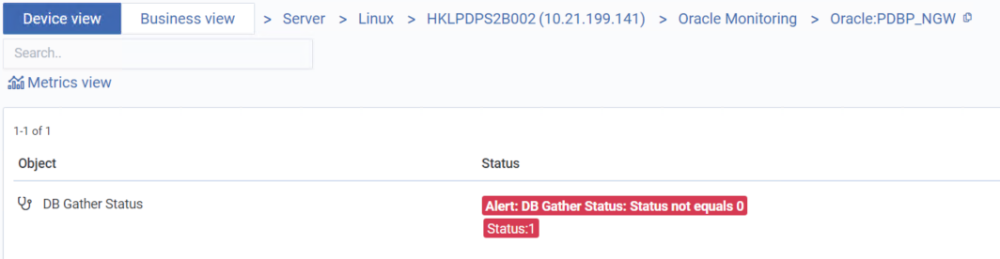 Device view Business view > Server > Linux > HKLPDPS2B002 (10.21.199.141) > Oracle Monitoring > Oracle:PDBP_NGW
Search..
Metrics view
1-1 of 1
Object Status
DB Gather Status Alert: DB Gather Status: Status not equals 0
Status:1